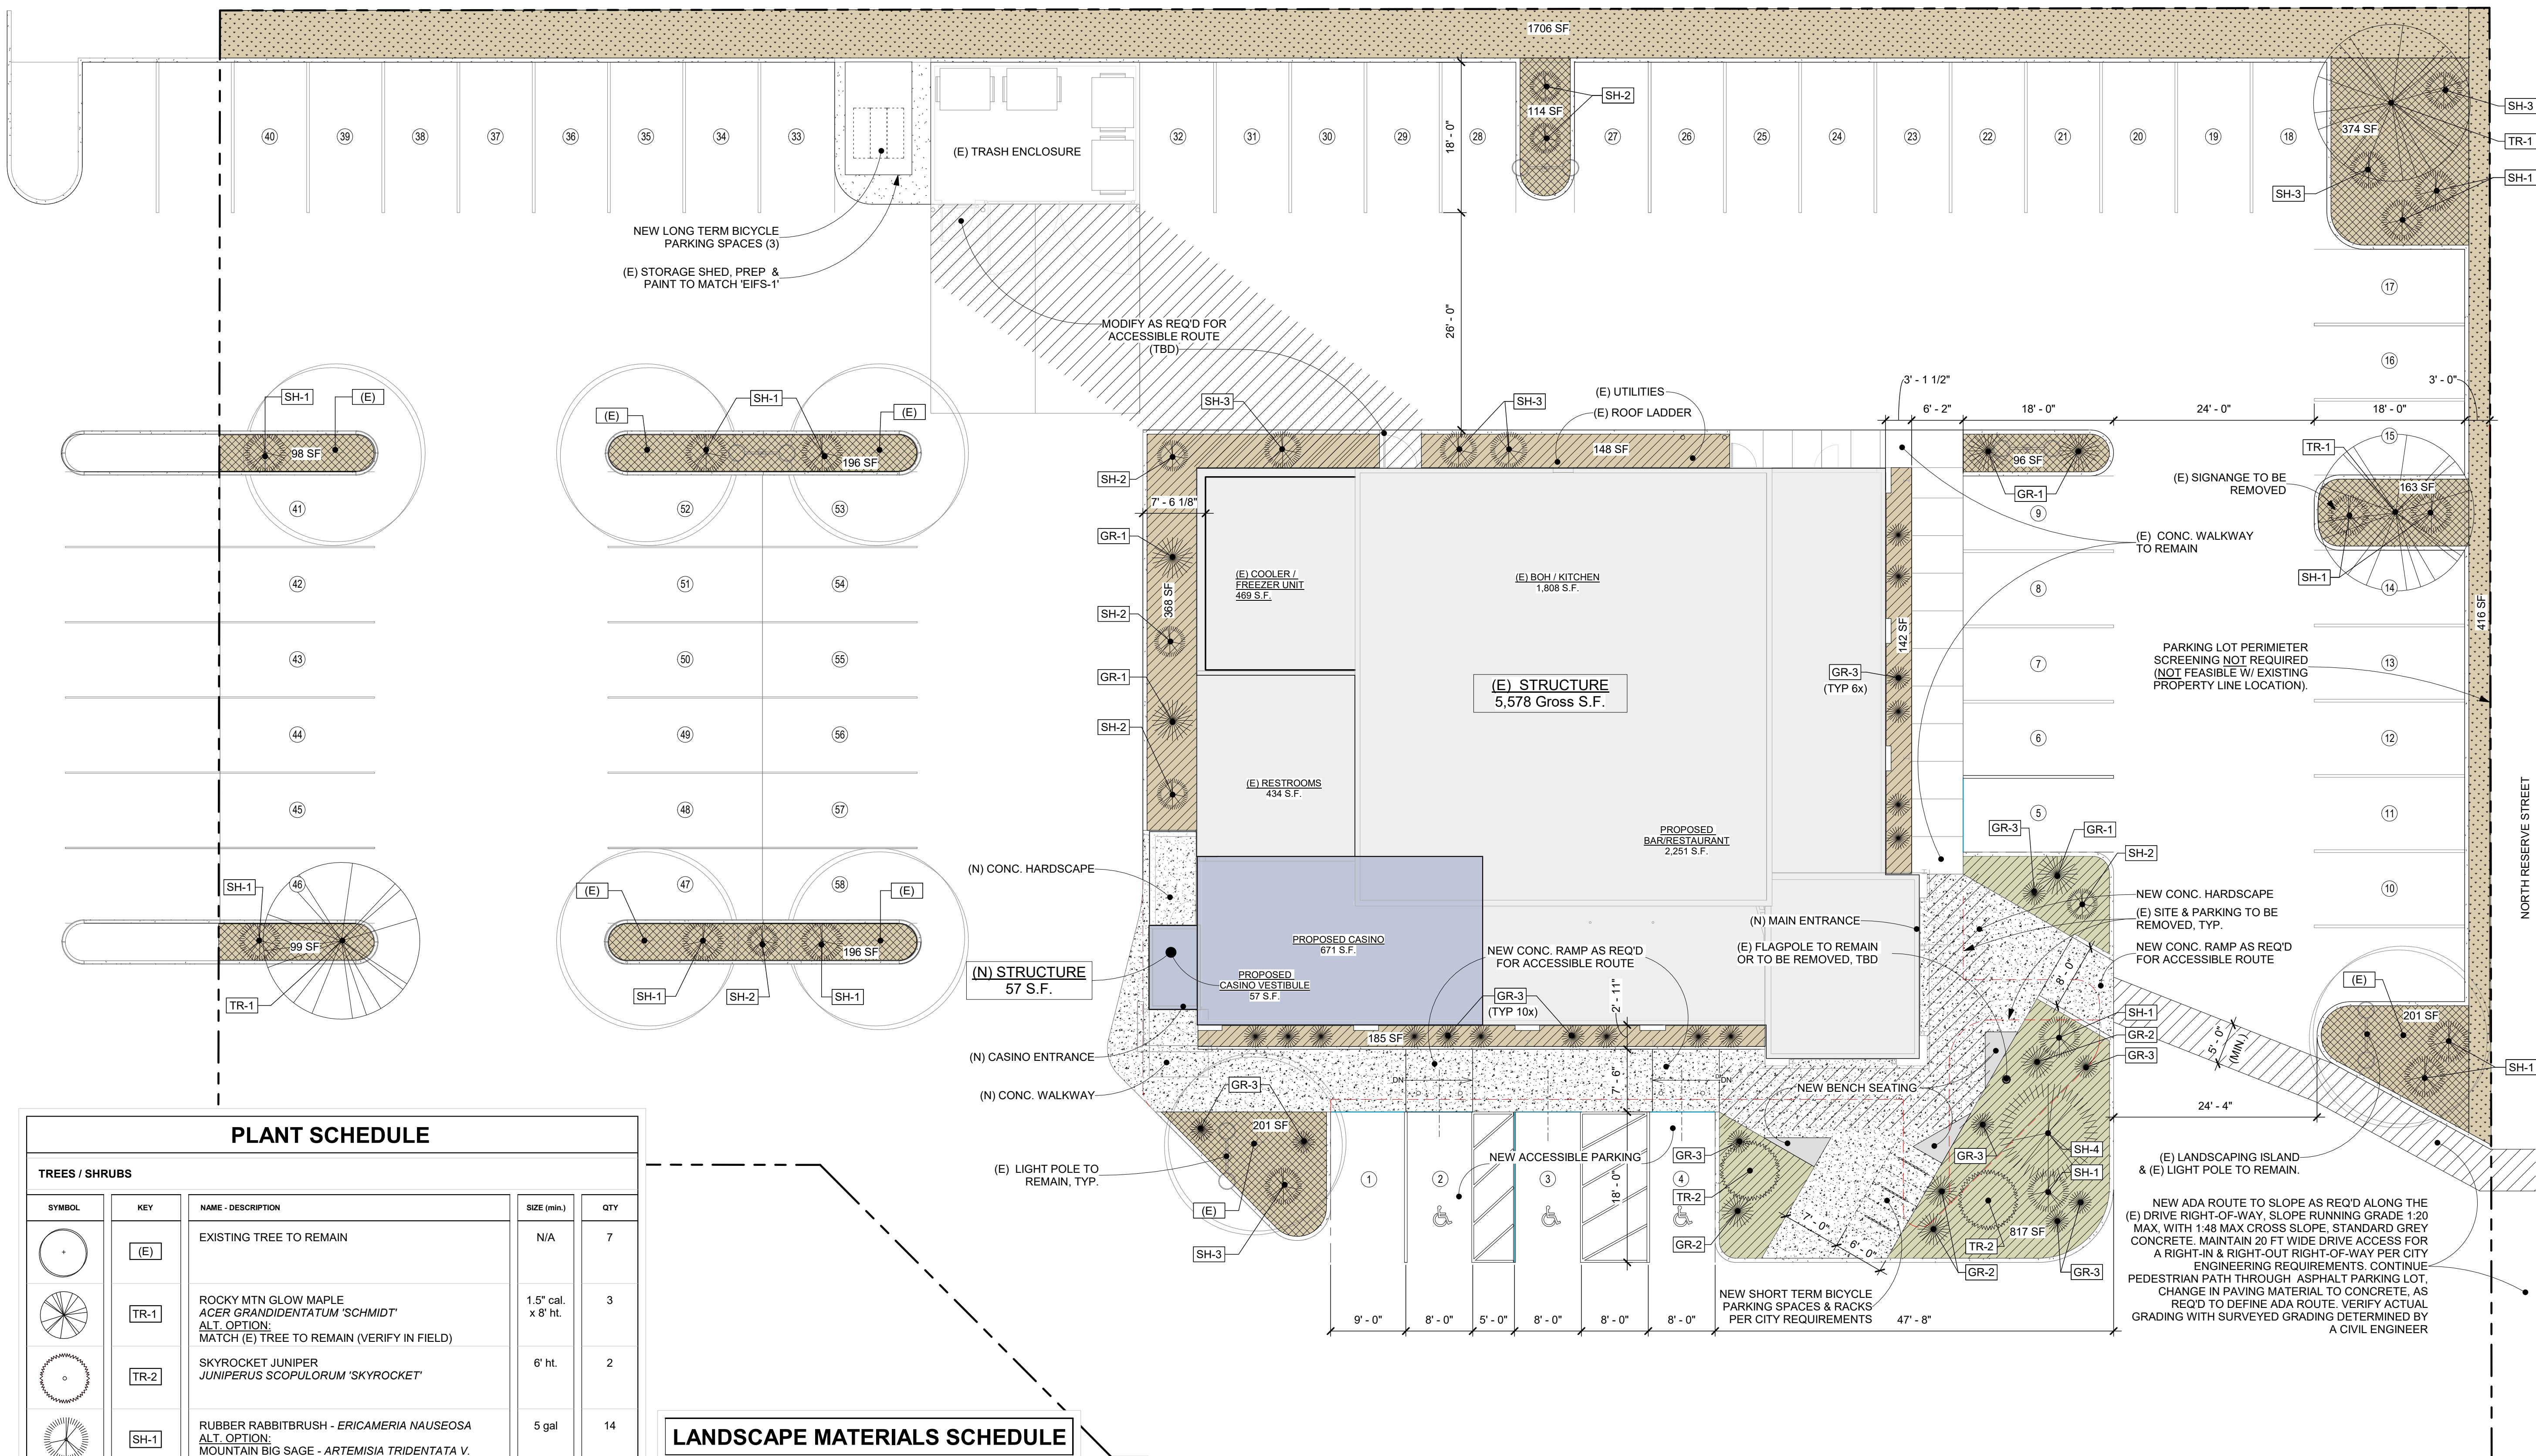 1706 SF
SH-2
114 SF
SH-3
374 SF
TR-1
SH-1
SH-3
40
39
38
37
36
35
34
33
(E) TRASH ENCLOSURE
32
31
30
29
28
27
26
25
24
23
22
21
20
19
18
18' - 0"
NEW LONG TERM BICYCLE
PARKING SPACES (3)
(E) STORAGE SHED, PREP &
PAINT TO MATCH 'EIFS-1'
MODIFY AS REQ'D FOR
ACCESSIBLE ROUTE
(TBD)
26' - 0"
17
16
3' - 1 1/2"
3' - 0"
(E) UTILITIES
(E) ROOF LADDER
SH-3
SH-3
6' - 2"
18' - 0"
24' - 0"
18' - 0"
SH-1
(E)
(E)
SH-1
(E)
98 SF
196 SF
148 SF
96 SF
15
TR-1
SH-2
7' - 6 1/8"
GR-1
(E) SIGNANGE TO BE
REMOVED
163 SF
41
52
53
9
GR-1
(E) CONC. WALKWAY
TO REMAIN
SH-1
14
(E) COOLER /
FREEZER UNIT
469 S.F.
(E) BOH / KITCHEN
1,808 S.F.
42
51
54
8
368 SF
SH-2
142 SF
416 SF
43
50
55
7
13
PARKING LOT PERIMIETER
SCREENING NOT REQUIRED
(NOT FEASIBLE W/ EXISTING
PROPERTY LINE LOCATION).
GR-1
GR-3
(TYP 6x)
(E) STRUCTURE
5,578 Gross S.F.
SH-2
44
49
56
6
12
(E) RESTROOMS
434 S.F.
45
48
57
5
11
NORTH RESERVE STREET
PROPOSED
BAR/RESTAURANT
2,251 S.F.
GR-3
GR-1
SH-2
(N) CONC. HARDSCAPE
SH-1
46
(E)
47
58
(E)
10
NEW CONC. HARDSCAPE
(E) SITE & PARKING TO BE
REMOVED, TYP.
NEW CONC. RAMP AS REQ'D
FOR ACCESSIBLE ROUTE
(N) MAIN ENTRANCE
(E) FLAGPOLE TO REMAIN
OR TO BE REMOVED, TBD
PROPOSED CASINO
671 S.F.
NEW CONC. RAMP AS REQ'D
FOR ACCESSIBLE ROUTE
99 SF
196 SF
(N) STRUCTURE
57 S.F.
PROPOSED
CASINO VESTIBULE
57 S.F.
8' - 0"
(E)
TR-1
SH-1
SH-2
SH-1
GR-3
(TYP 10x)
2' - 11"
SH-1
GR-2
GR-3
201 SF
5' - 0"
(MIN.)
SH-1
185 SF
(N) CASINO ENTRANCE
(N) CONC. WALKWAY
DN
DN
7' - 6"
NEW BENCH SEATING
24' - 4"
GR-3
201 SF
(E) LIGHT POLE TO
REMAIN, TYP.
(E)
SH-3
NEW ACCESSIBLE PARKING
1
2
3
4
18' - 0"
GR-3
TR-2
GR-2
GR-3
SH-4
SH-1
7' - 0"
6' - 0"
TR-2
817 SF
GR-2
GR-3
(E) LANDSCAPING ISLAND
& (E) LIGHT POLE TO REMAIN.
NEW ADA ROUTE TO SLOPE AS REQ'D ALONG THE
(E) DRIVE RIGHT-OF-WAY, SLOPE RUNNING GRADE 1:20
MAX, WITH 1:48 MAX CROSS SLOPE, STANDARD GREY
CONCRETE. MAINTAIN 20 FT WIDE DRIVE ACCESS FOR
A RIGHT-IN & RIGHT-OUT RIGHT-OF-WAY PER CITY
ENGINEERING REQUIREMENTS. CONTINUE
PEDESTRIAN PATH THROUGH ASPHALT PARKING LOT,
CHANGE IN PAVING MATERIAL TO CONCRETE, AS
REQ'D TO DEFINE ADA ROUTE. VERIFY ACTUAL
GRADING WITH SURVEYED GRADING DETERMINED BY
A CIVIL ENGINEER
NEW SHORT TERM BICYCLE
PARKING SPACES & RACKS
PER CITY REQUIREMENTS
9' - 0"
8' - 0"
5' - 0"
8' - 0"
8' - 0"
8' - 0"
47' - 8"
PLANT SCHEDULE
TREES / SHRUBS
SYMBOL KEY NAME - DESCRIPTION SIZE (min.) QTY
(E) EXISTING TREE TO REMAIN N/A 7
TR-1 ROCKY MTN GLOW MAPLE 1.5" cal. 3
ACER GRANDIDENTATUM 'SCHMIDT' x 8' ht.
ALT. OPTION:
MATCH (E) TREE TO REMAIN (VERIFY IN FIELD)
TR-2 SKYROCKET JUNIPER 6' ht. 2
JUNIPERUS SCOPULORUM 'SKYROCKET'
SH-1 RUBBER RABBITBRUSH - ERICAMERIA NAUSEOSA 5 gal 14
ALT. OPTION:
MOUNTAIN BIG SAGE - ARTEMISIA TRIDENTATA V.
LANDSCAPE MATERIALS SCHEDULE